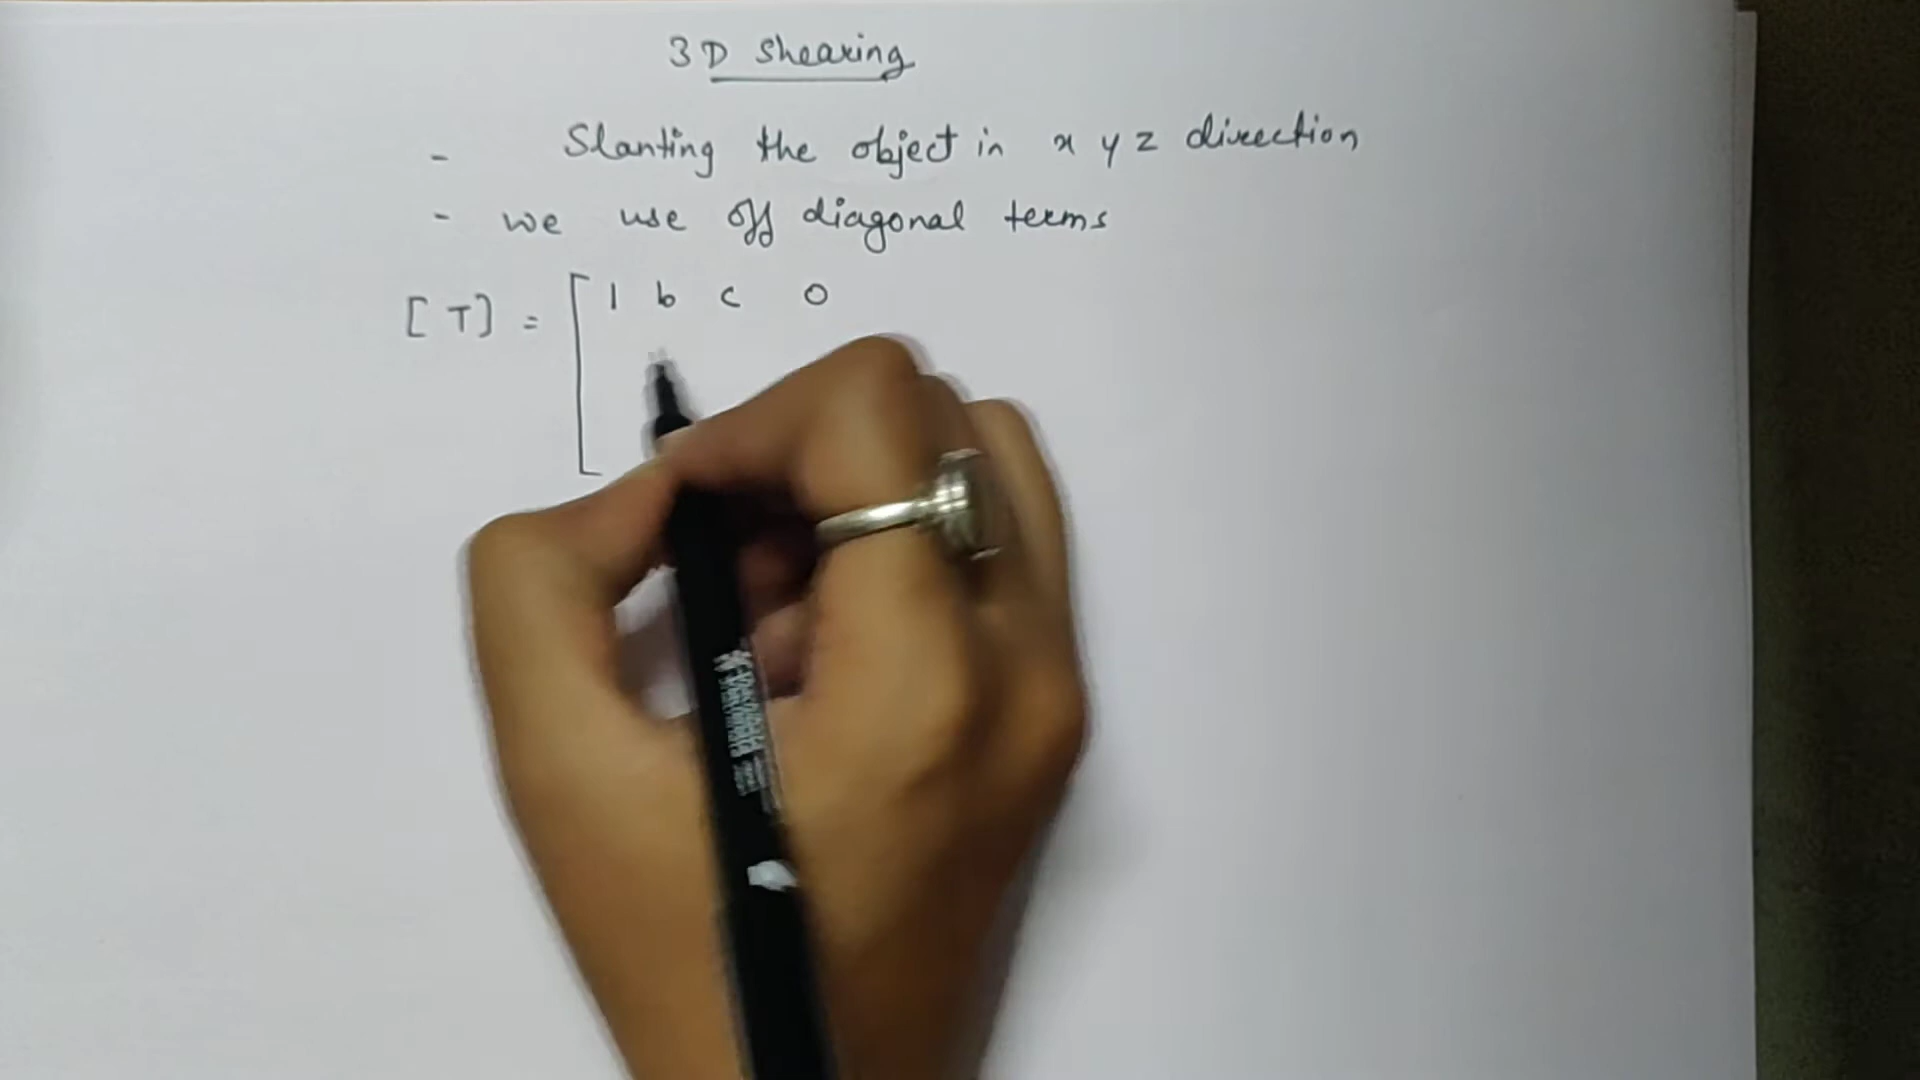 3D Shearing
- Slanting the object in x y z direction
- we use off diagonal terms
[T] = [ 1 b c 0